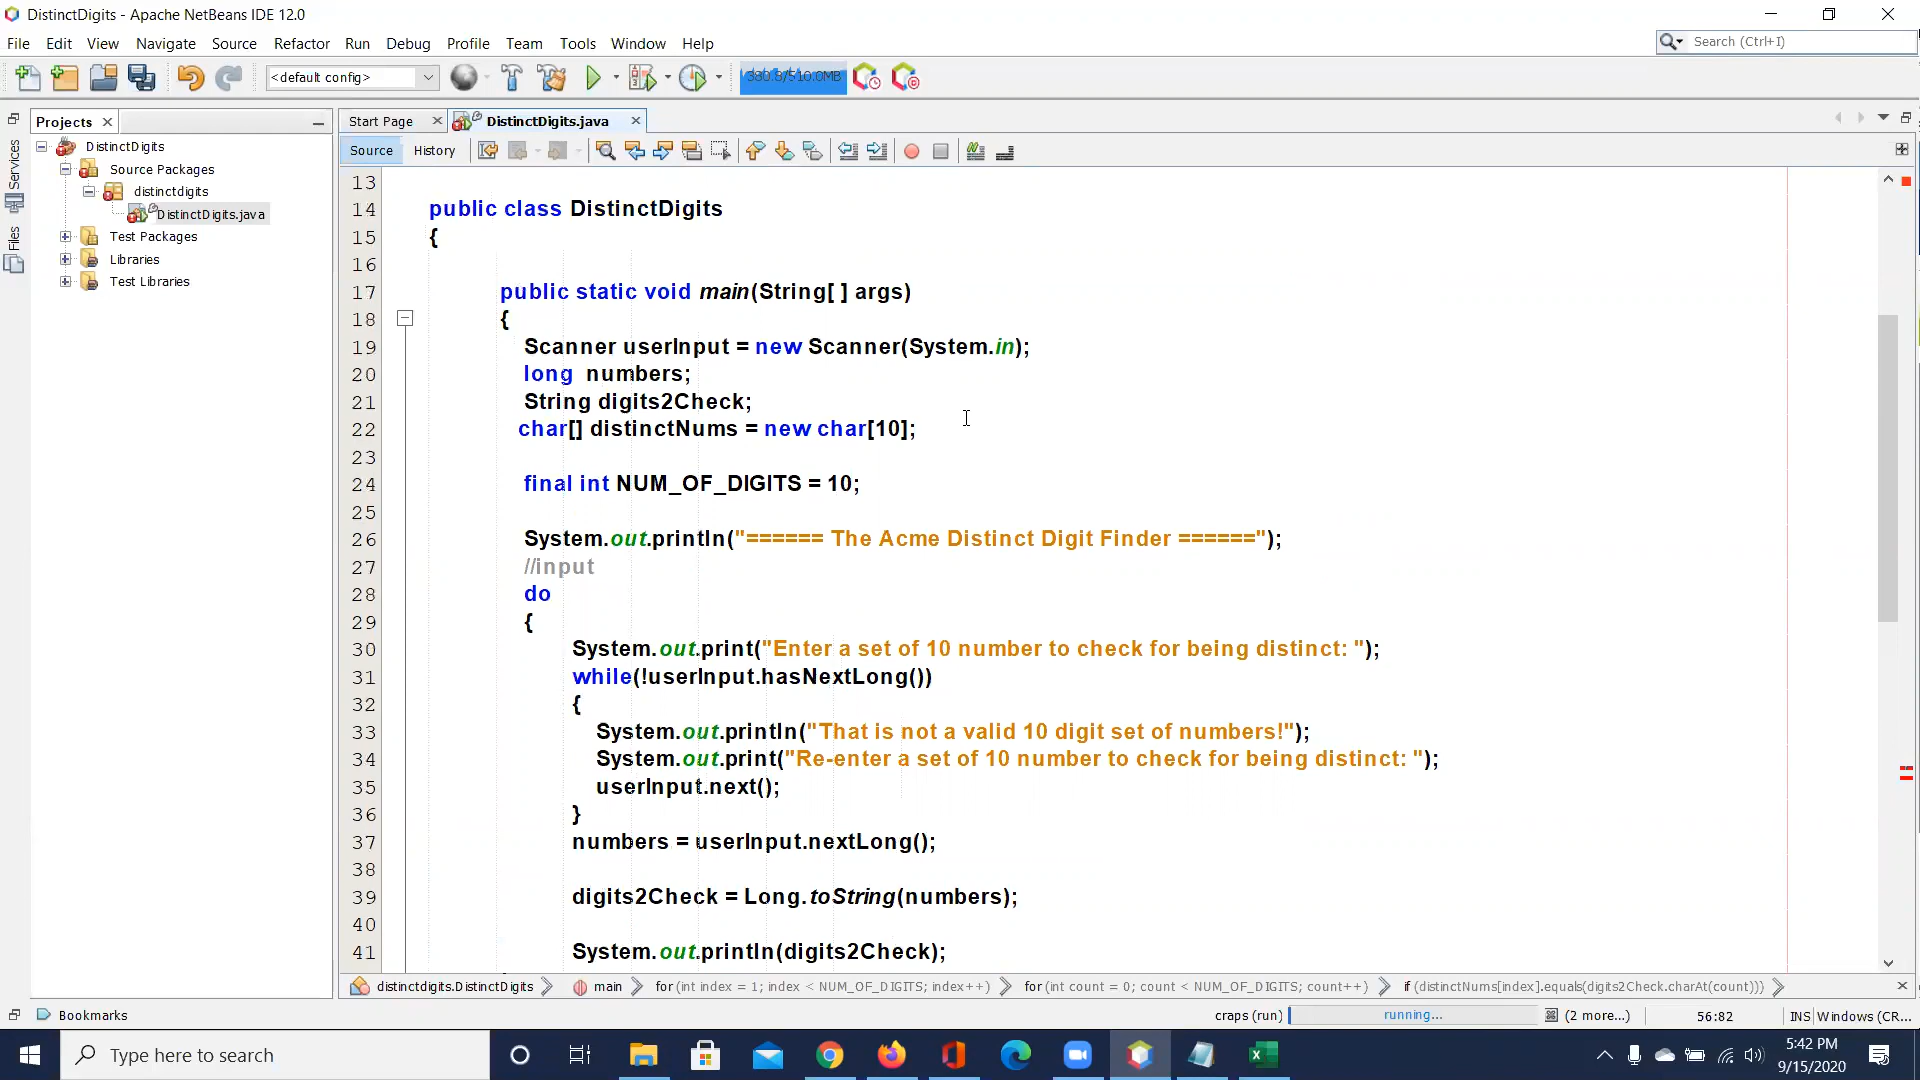 DistinctDigits - Apache NetBeans IDE 12.0
File Edit View Navigate Source Refactor Run Debug Profile Team Tools Window Help
Search (Ctrl+I)
<default config>
380.8/510.0MB
Projects
Start Page
DistinctDigits.java
Source History
Services
Files
DistinctDigits
Source Packages
distinctdigits
DistinctDigits.java
Test Packages
Libraries
Test Libraries
13
14 public class DistinctDigits
15 {
16
17 public static void main(String[ ] args)
18 {
19 Scanner userInput = new Scanner(System.in);
20 long  numbers;
21 String digits2Check;
22 char[] distinctNums = new char[10];
23
24 final int NUM_OF_DIGITS = 10;
25
26 System.out.println("====== The Acme Distinct Digit Finder ======");
27 //input
28 do
29 {
30 System.out.print("Enter a set of 10 number to check for being distinct: ");
31 while(!userInput.hasNextLong())
32 {
33 System.out.println("That is not a valid 10 digit set of numbers!");
34 System.out.print("Re-enter a set of 10 number to check for being distinct: ");
35 userInput.next();
36 }
37 numbers = userInput.nextLong();
38
39 digits2Check = Long.toString(numbers);
40
41 System.out.println(digits2Check);
distinctdigits.DistinctDigits main for (int index = 1; index < NUM_OF_DIGITS; index++) for (int count = 0; count < NUM_OF_DIGITS; count++) if (distinctNums[index].equals(digits2Check.charAt(count)))
Bookmarks
craps (run) running... (2 more...) 56:82 INS Windows (CR...
Type here to search
5:42 PM
9/15/2020